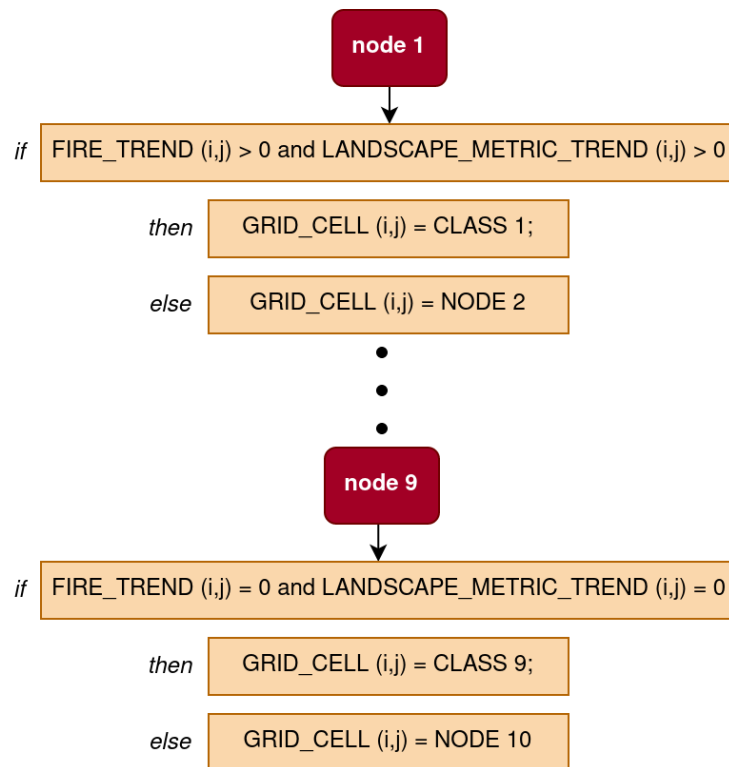 node 1
if FIRE_TREND (i,j) > 0 and LANDSCAPE_METRIC_TREND (i,j) > 0
then GRID_CELL (i,j) = CLASS 1;
else GRID_CELL (i,j) = NODE 2
node 9
if FIRE_TREND (i,j) = 0 and LANDSCAPE_METRIC_TREND (i,j) = 0
then GRID_CELL (i,j) = CLASS 9;
else GRID_CELL (i,j) = NODE 10